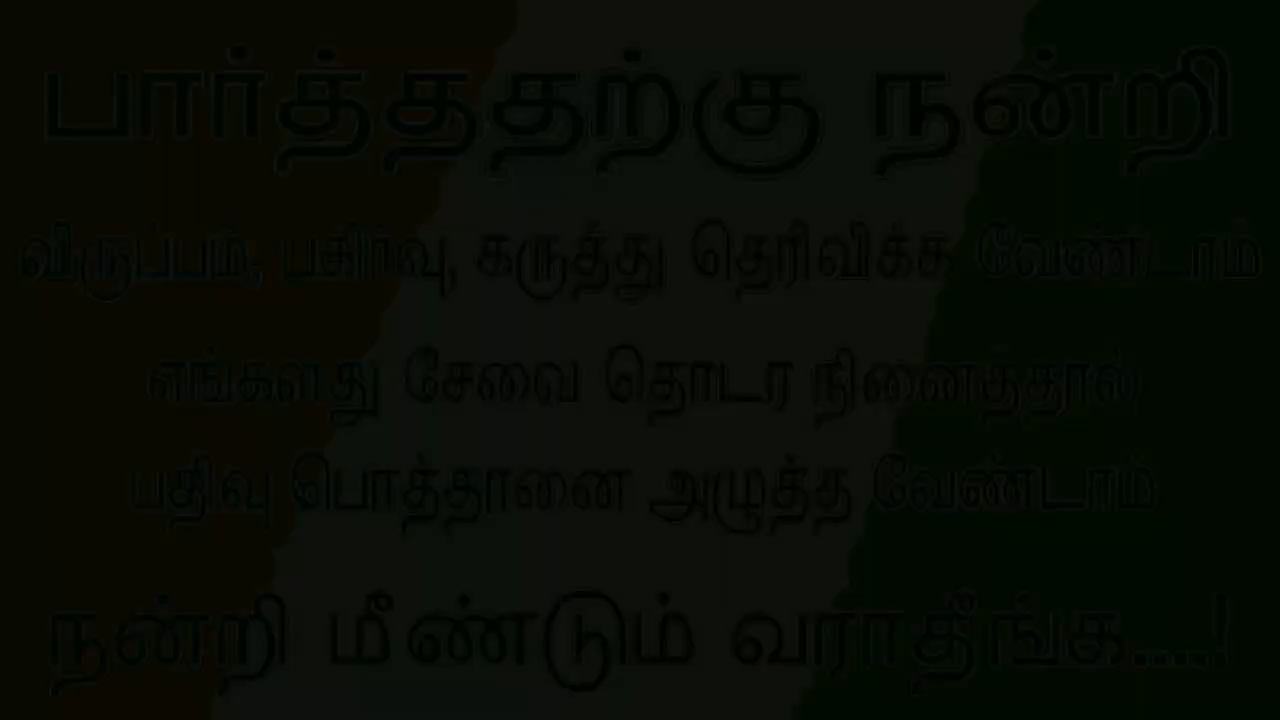 பார்த்ததற்கு நன்றி
விருப்பம், பகிர்வு, கருத்து தெரிவிக்க வேண்டாம்
எங்களது சேவை தொடர நினைத்தால்
பதிவு பொத்தானை அழுத்த வேண்டாம்
நன்றி மீண்டும் வராதீங்க....!